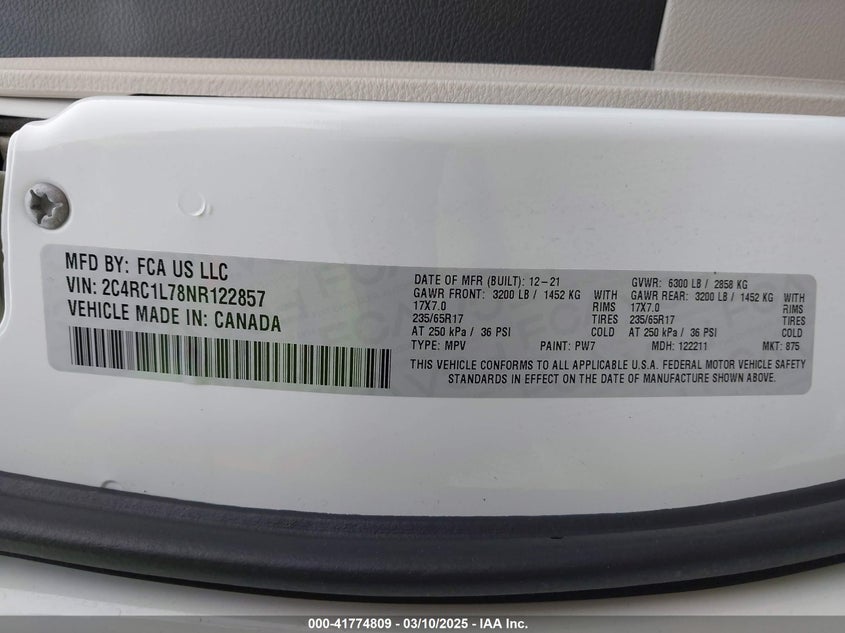 MFD BY: FCA US LLC
VIN: 2C4RC1L78NR122857
VEHICLE MADE IN: CANADA
DATE OF MFR (BUILT): 12-21 GVWR: 6300 LB / 2858 KG
GAWR FRONT: 3200 LB / 1452 KG WITH GAWR REAR: 3200 LB / 1452 KG WITH
17X7.0 RIMS 17X7.0 RIMS
235/65R17 TIRES 235/65R17 TIRES
AT 250 kPa / 36 PSI COLD AT 250 kPa / 36 PSI COLD
TYPE: MPV PAINT: PW7 MDH: 122211 MKT: 875
THIS VEHICLE CONFORMS TO ALL APPLICABLE U.S.A. FEDERAL MOTOR VEHICLE SAFETY
STANDARDS IN EFFECT ON THE DATE OF MANUFACTURE SHOWN ABOVE.
000-41774809 - 03/10/2025 - IAA Inc.